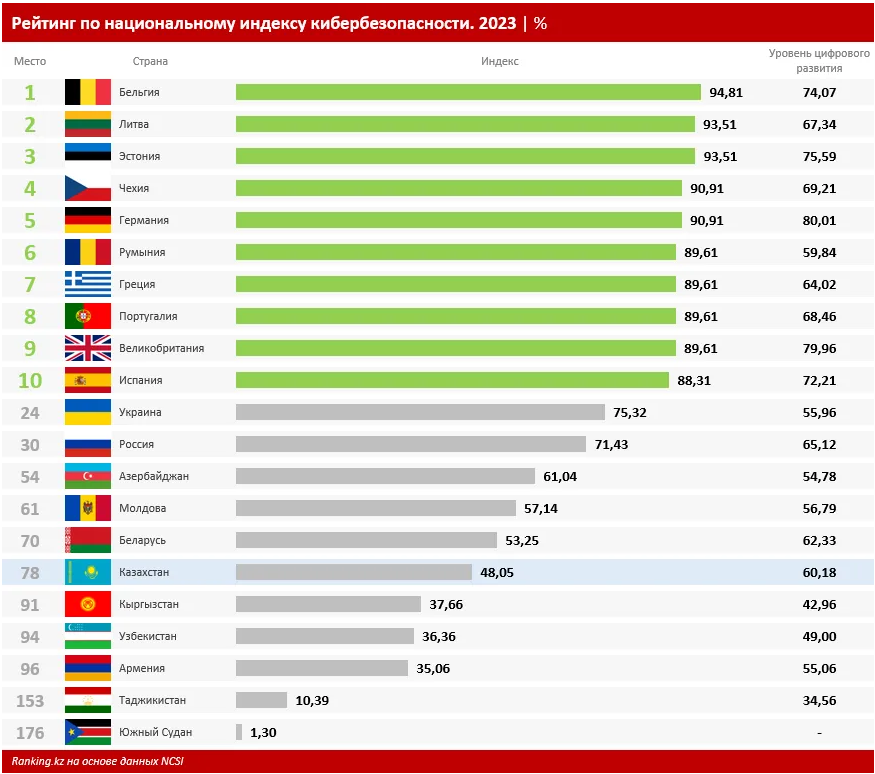 Рейтинг по национальному индексу кибербезопасности. 2023 | %
Место Страна Индекс Уровень цифрового
развития
1 Бельгия 94,81 74,07
2 Литва 93,51 67,34
3 Эстония 93,51 75,59
4 Чехия 90,91 69,21
5 Германия 90,91 80,01
6 Румыния 89,61 59,84
7 Греция 89,61 64,02
8 Португалия 89,61 68,46
9 Великобритания 89,61 79,96
10 Испания 88,31 72,21
24 Украина 75,32 55,96
30 Россия 71,43 65,12
54 Азербайджан 61,04 54,78
61 Молдова 57,14 56,79
70 Беларусь 53,25 62,33
78 Казахстан 48,05 60,18
91 Кыргызстан 37,66 42,96
94 Узбекистан 36,36 49,00
96 Армения 35,06 55,06
153 Таджикистан 10,39 34,56
176 Южный Судан 1,30 -
Ranking.kz на основе данных NCSI